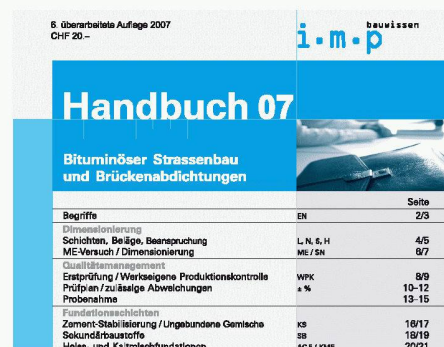 6. überarbeitete Auflage 2007
CHF 20.–
bauwissen
i.m.p
Handbuch 07
Bituminöser Strassenbau
und Brückenabdichtungen
Seite
Begriffe EN 2/3
Dimensionierung
Schichten, Beläge, Beanspruchung L, N, S, H 4/5
ME-Versuch / Dimensionierung ME / SN 6/7
Qualitätsmanagement
Erstprüfung / Werkseigene Produktionskontrolle WPK 8/9
Prüfplan / zulässige Abweichungen ± % 10–12
Probenahme 13–15
Fundationsschichten
Zement-Stabilisierung / Ungebundene Gemische KS 16/17
Sekundärbaustoffe SB 18/19
Heiss- und Kaltmischfundationen 20/21